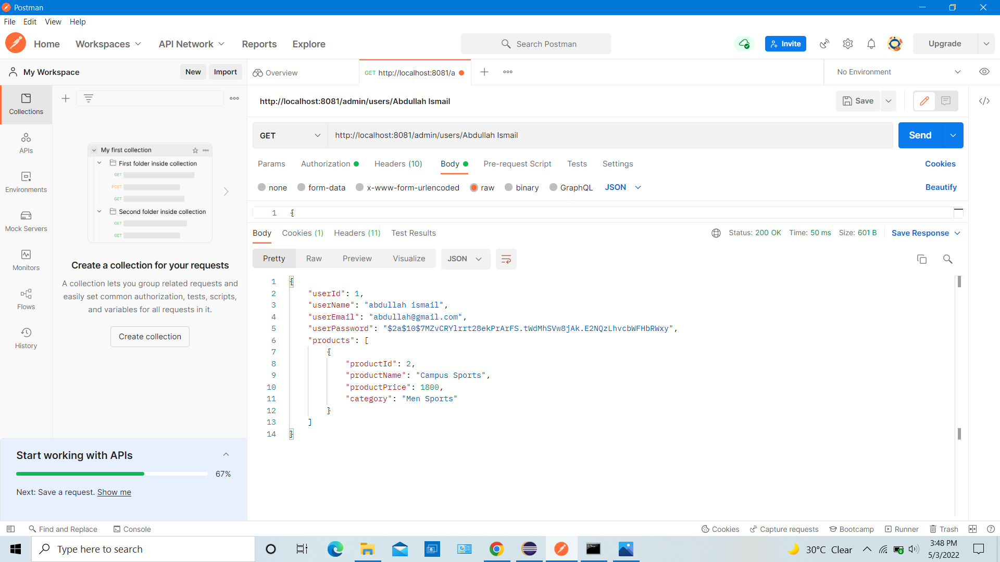 Postman
File Edit View Help
Home Workspaces API Network Reports Explore Search Postman Invite Upgrade
My Workspace New Import Overview GET http://localhost:8081/a No Environment
Collections
APIs
Environments
Mock Servers
Monitors
Flows
History
My first collection
First folder inside collection
GET
POST
GET
Second folder inside collection
GET
GET
Create a collection for your requests
A collection lets you group related requests and
easily set common authorization, tests, scripts,
and variables for all requests in it.
Create collection
Start working with APIs
67%
Next: Save a request. Show me
http://localhost:8081/admin/users/Abdullah Ismail Save
GET http://localhost:8081/admin/users/Abdullah Ismail Send
Params Authorization Headers (10) Body Pre-request Script Tests Settings Cookies
none form-data x-www-form-urlencoded raw binary GraphQL JSON Beautify
1 {
Body Cookies (1) Headers (11) Test Results Status: 200 OK Time: 50 ms Size: 601 B Save Response
Pretty Raw Preview Visualize JSON
1 {
2 "userId": 1,
3 "userName": "abdullah ismail",
4 "userEmail": "abdullah@gmail.com",
5 "userPassword": "$2a$10$7MZvCRYlrrt28ekPrArFS.tWdMhSVw8jAk.E2NQzLhvcbWFHbRWxy",
6 "products": [
7 {
8 "productId": 2,
9 "productName": "Campus Sports",
10 "productPrice": 1800,
11 "category": "Men Sports"
12 }
13 ]
14 }
Find and Replace Console Cookies Capture requests Bootcamp Runner Trash
Type here to search 30°C Clear 3:48 PM
5/3/2022